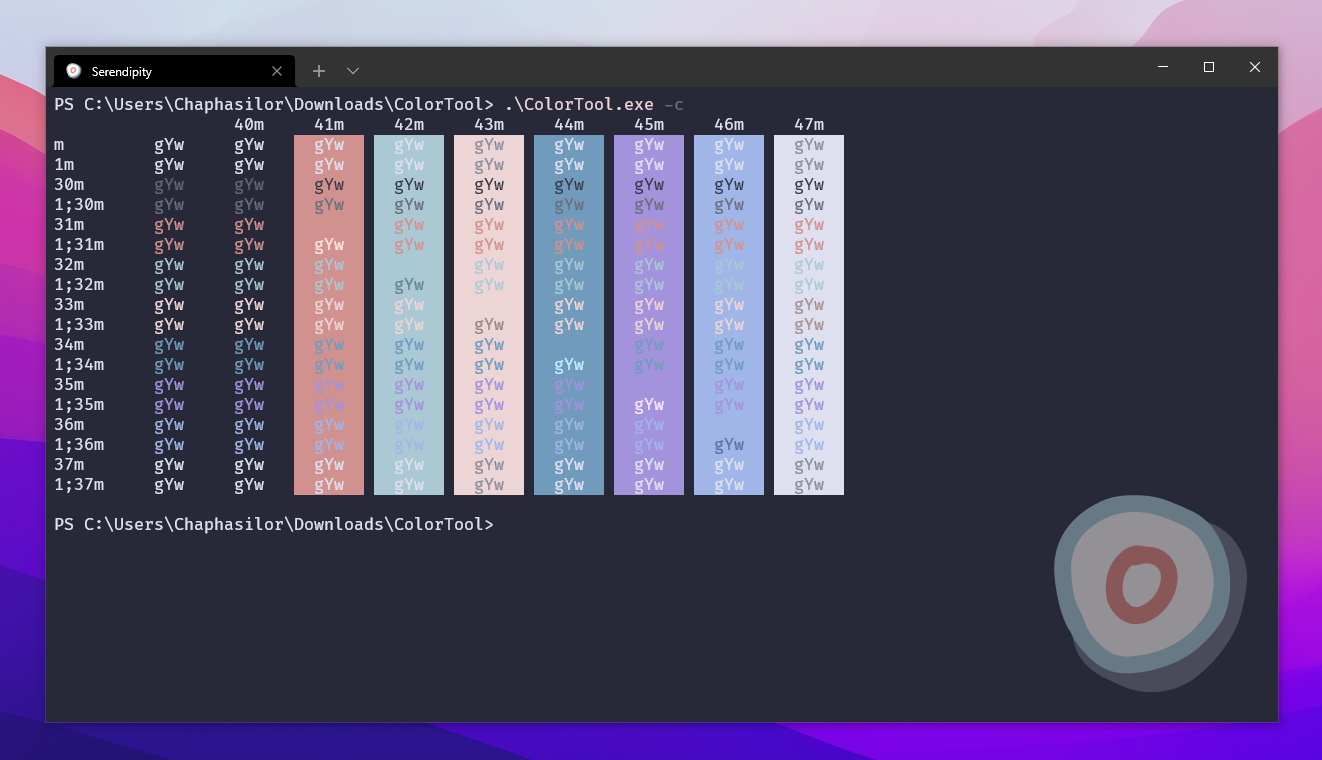 Serendipity
PS C:\Users\Chaphasilor\Downloads\ColorTool> .\ColorTool.exe -c
40m 41m 42m 43m 44m 45m 46m 47m
m gYw gYw gYw gYw gYw gYw gYw gYw gYw
1m gYw gYw gYw gYw gYw gYw gYw gYw gYw
30m gYw gYw gYw gYw gYw gYw gYw gYw gYw
1;30m gYw gYw gYw gYw gYw gYw gYw gYw gYw
31m gYw gYw gYw gYw gYw gYw gYw gYw
1;31m gYw gYw gYw gYw gYw gYw gYw gYw gYw
32m gYw gYw gYw gYw gYw gYw gYw gYw
1;32m gYw gYw gYw gYw gYw gYw gYw gYw gYw
33m gYw gYw gYw gYw gYw gYw gYw gYw
1;33m gYw gYw gYw gYw gYw gYw gYw gYw gYw
34m gYw gYw gYw gYw gYw gYw gYw gYw
1;34m gYw gYw gYw gYw gYw gYw gYw gYw gYw
35m gYw gYw gYw gYw gYw gYw gYw gYw
1;35m gYw gYw gYw gYw gYw gYw gYw gYw gYw
36m gYw gYw gYw gYw gYw gYw gYw gYw
1;36m gYw gYw gYw gYw gYw gYw gYw gYw gYw
37m gYw gYw gYw gYw gYw gYw gYw gYw gYw
1;37m gYw gYw gYw gYw gYw gYw gYw gYw gYw
PS C:\Users\Chaphasilor\Downloads\ColorTool>